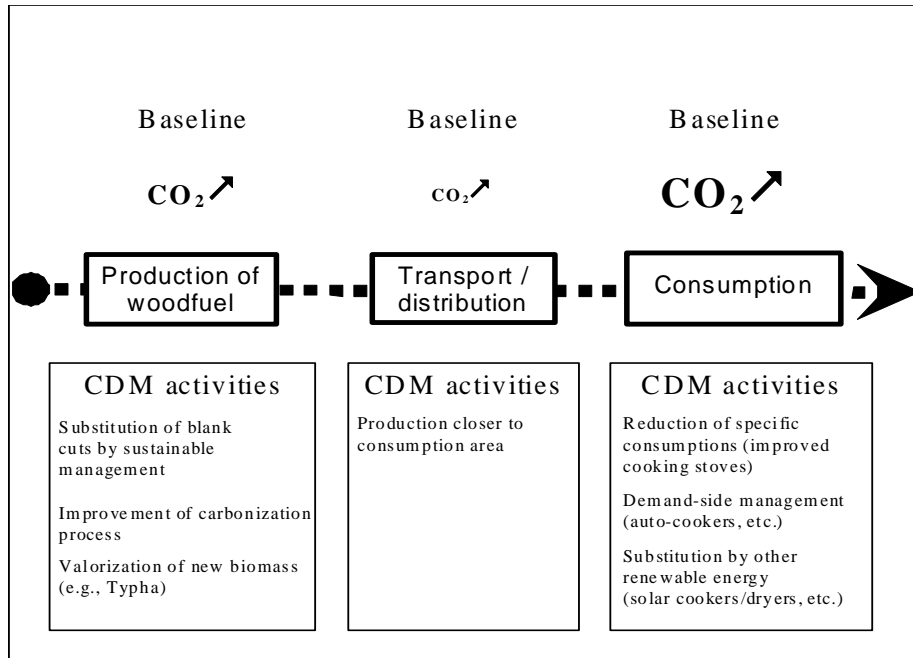 Baseline
Baseline
Baseline
CO₂↗
CO₂↗
CO₂↗
Production of
woodfuel
Transport /
distribution
Consumption
CDM activities
Substitution of blank
cuts by sustainable
management
Improvement of carbonization
process
Valorization of new biomass
(e.g., Typha)
CDM activities
Production closer to
consumption area
CDM activities
Reduction of specific
consumptions (improved
cooking stoves)
Demand-side management
(auto-cookers, etc.)
Substitution by other
renewable energy
(solar cookers/dryers, etc.)